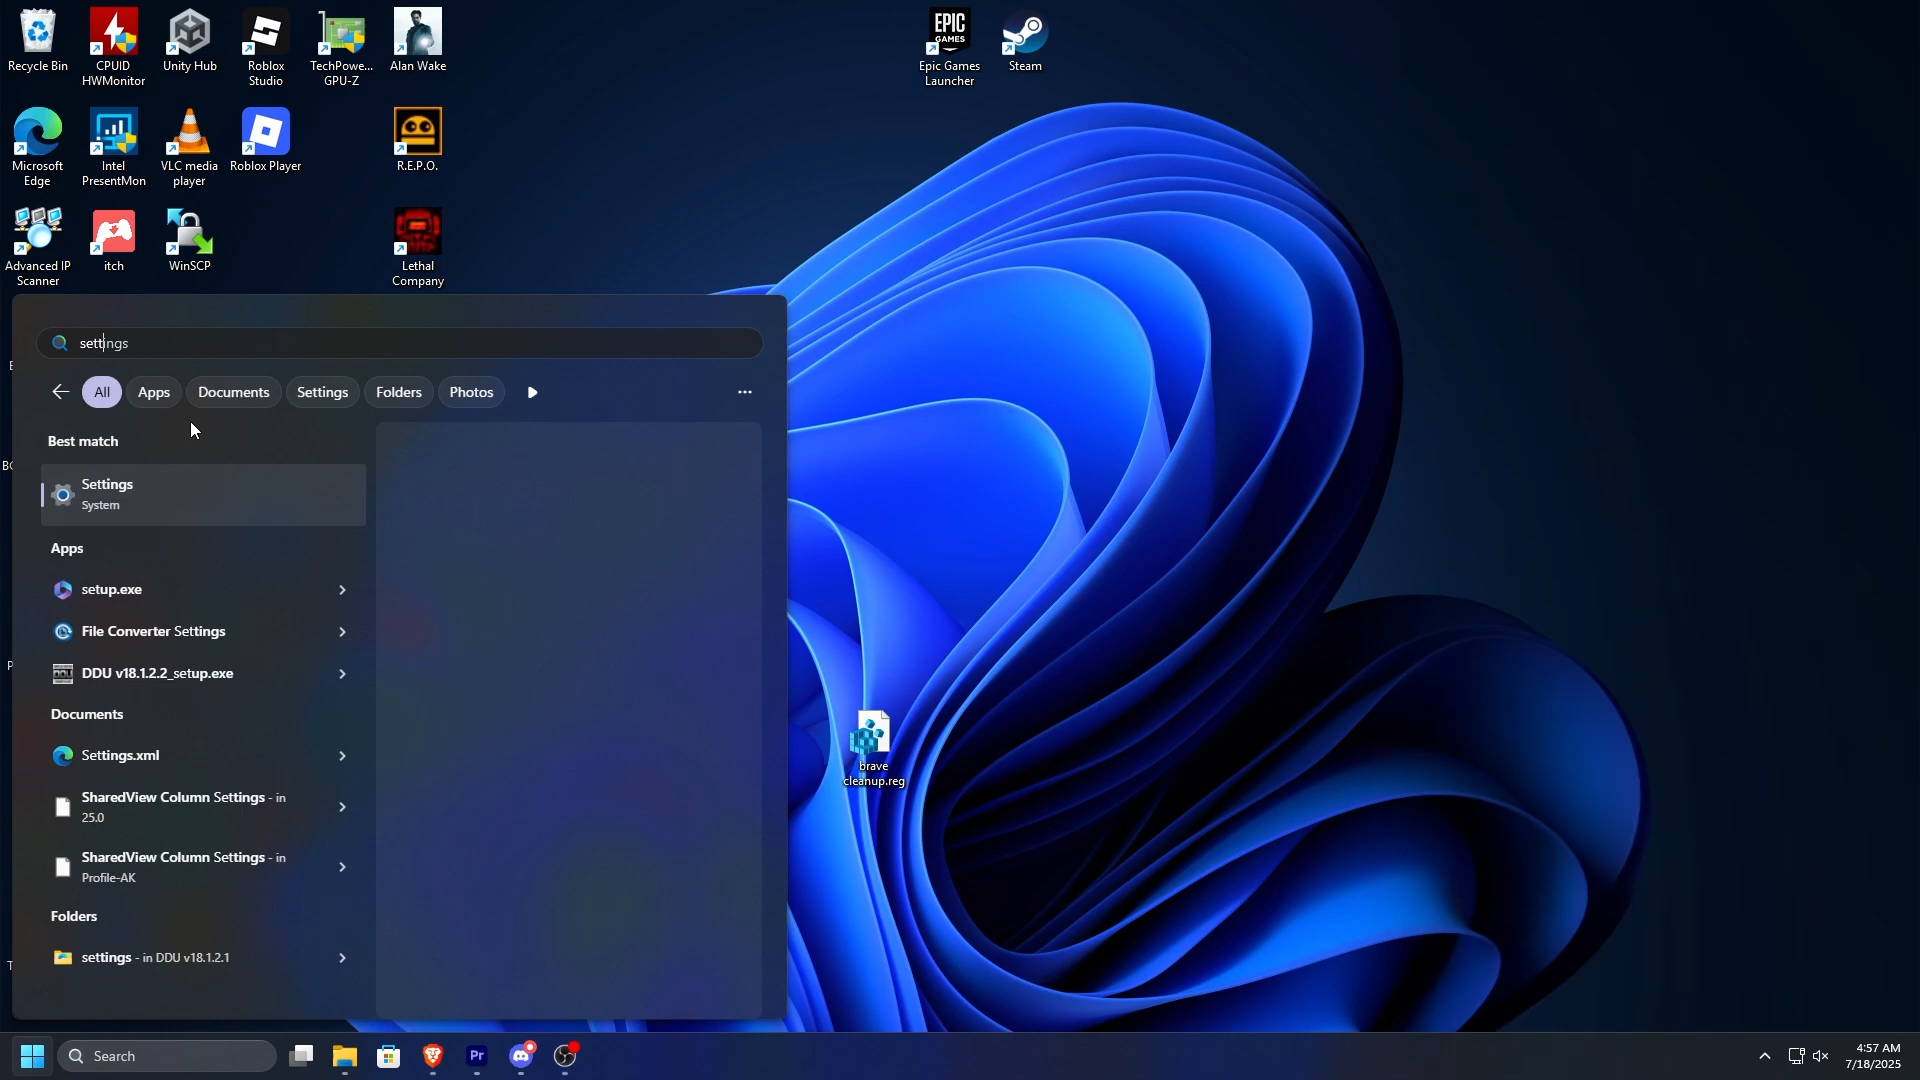 Recycle Bin
CPUID
HWMonitor
Unity Hub
Roblox
Studio
TechPowe...
GPU-Z
Alan Wake
EPIC
GAMES
Epic Games
Launcher
Steam
Microsoft
Edge
Intel
PresentMon
VLC media
player
Roblox Player
R.E.P.O.
Advanced IP
Scanner
itch
WinSCP
Lethal
Company
settings
All
Apps
Documents
Settings
Folders
Photos
Best match
Settings
System
Apps
setup.exe
File Converter Settings
DDU v18.1.2.2_setup.exe
Documents
Settings.xml
SharedView Column Settings - in
25.0
SharedView Column Settings - in
Profile-AK
Folders
settings - in DDU v18.1.2.1
brave
cleanup.reg
Search
Pr
4:57 AM
7/18/2025